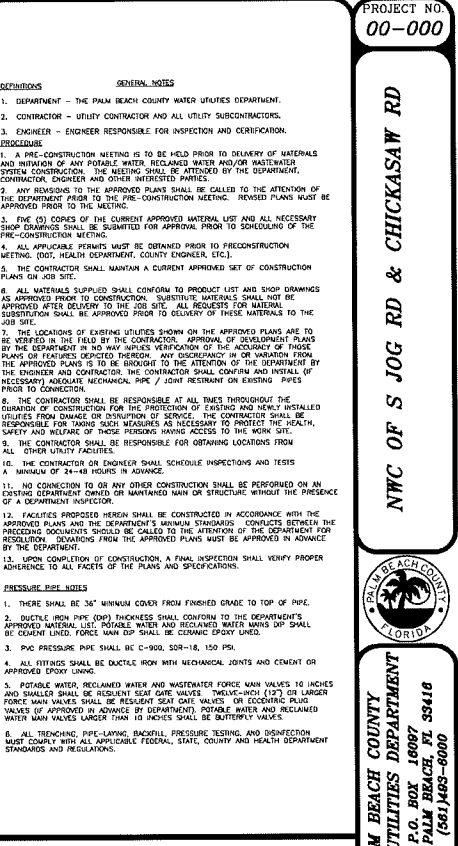 PROJECT NO.
00-000
GENERAL NOTES
DEFINITIONS
1. DEPARTMENT - THE PALM BEACH COUNTY WATER UTILITIES DEPARTMENT.
2. CONTRACTOR - UTILITY CONTRACTOR AND ALL UTILITY SUBCONTRACTORS.
3. ENGINEER - ENGINEER RESPONSIBLE FOR INSPECTION AND CERTIFICATION.
PROCEDURE
1. A PRE-CONSTRUCTION MEETING IS TO BE HELD PRIOR TO DELIVERY OF MATERIALS
AND INITIATION OF ANY POTABLE WATER, RECLAIMED WATER AND/OR WASTEWATER
SYSTEM CONSTRUCTION. THE MEETING SHALL BE ATTENDED BY THE DEPARTMENT,
CONTRACTOR, ENGINEER AND OTHER INTERESTED PARTIES.
2. ANY REVISIONS TO THE APPROVED PLANS SHALL BE CALLED TO THE ATTENTION OF
THE DEPARTMENT PRIOR TO THE PRE-CONSTRUCTION MEETING. REVISED PLANS MUST BE
APPROVED PRIOR TO THE MEETING.
3. FIVE (5) COPIES OF THE CURRENT APPROVED MATERIAL LIST AND ALL NECESSARY
SHOP DRAWINGS SHALL BE SUBMITTED FOR APPROVAL PRIOR TO SCHEDULING OF THE
PRE-CONSTRUCTION MEETING.
4. ALL APPLICABLE PERMITS MUST BE OBTAINED PRIOR TO PRECONSTRUCTION
MEETING. (DOT, HEALTH DEPARTMENT, COUNTY ENGINEER, ETC.).
5. THE CONTRACTOR SHALL MAINTAIN A CURRENT APPROVED SET OF CONSTRUCTION
PLANS ON JOB SITE.
6. ALL MATERIALS SUPPLIED SHALL CONFORM TO PRODUCT LIST AND SHOP DRAWINGS
AS APPROVED PRIOR TO CONSTRUCTION. SUBSTITUTE MATERIALS SHALL NOT BE
APPROVED AFTER DELIVERY TO THE JOB SITE. ALL REQUESTS FOR MATERIAL
SUBSTITUTION SHALL BE APPROVED PRIOR TO DELIVERY OF THESE MATERIALS TO THE
JOB SITE.
7. THE LOCATIONS OF EXISTING UTILITIES SHOWN ON THE APPROVED PLANS ARE TO
BE VERIFIED IN THE FIELD BY THE CONTRACTOR. APPROVAL OF DEVELOPMENT PLANS
BY THE DEPARTMENT IN NO WAY IMPLIES VERIFICATION OF THE ACCURACY OF THOSE
PLANS OR FEATURES DEPICTED THEREON. ANY DISCREPANCY IN OR VARIATION FROM
THE APPROVED PLANS IS TO BE BROUGHT TO THE ATTENTION OF THE DEPARTMENT BY
THE ENGINEER AND CONTRACTOR. THE CONTRACTOR SHALL CONFIRM AND INSTALL (IF
NECESSARY) ADEQUATE MECHANICAL PIPE / JOINT RESTRAINT ON EXISTING PIPES
PRIOR TO CONNECTION.
8. THE CONTRACTOR SHALL BE RESPONSIBLE AT ALL TIMES THROUGHOUT THE
DURATION OF CONSTRUCTION FOR THE PROTECTION OF EXISTING AND NEWLY INSTALLED
UTILITIES FROM DAMAGE OR DISRUPTION OF SERVICE. THE CONTRACTOR SHALL BE
RESPONSIBLE FOR TAKING SUCH MEASURES AS NECESSARY TO PROTECT THE HEALTH,
SAFETY AND WELFARE OF THOSE PERSONS HAVING ACCESS TO THE WORK SITE.
9. THE CONTRACTOR SHALL BE RESPONSIBLE FOR OBTAINING LOCATIONS FROM
ALL OTHER UTILITY FACILITIES.
10. THE CONTRACTOR OR ENGINEER SHALL SCHEDULE INSPECTIONS AND TESTS
A MINIMUM OF 24-48 HOURS IN ADVANCE.
11. NO CONNECTION TO OR ANY OTHER CONSTRUCTION SHALL BE PERFORMED ON AN
EXISTING DEPARTMENT OWNED OR MAINTAINED MAIN OR STRUCTURE WITHOUT THE PRESENCE
OF A DEPARTMENT INSPECTOR.
12. FACILITIES PROPOSED HEREIN SHALL BE CONSTRUCTED IN ACCORDANCE WITH THE
APPROVED PLANS AND THE DEPARTMENT'S MINIMUM STANDARDS CONFLICTS BETWEEN THE
PRECEDING DOCUMENTS SHOULD BE CALLED TO THE ATTENTION OF THE DEPARTMENT FOR
RESOLUTION. DEVIATIONS FROM THE APPROVED PLANS MUST BE APPROVED IN ADVANCE
BY THE DEPARTMENT.
13. UPON COMPLETION OF CONSTRUCTION, A FINAL INSPECTION SHALL VERIFY PROPER
ADHERENCE TO ALL FACETS OF THE PLANS AND SPECIFICATIONS.
PRESSURE PIPE NOTES
1. THERE SHALL BE 36" MINIMUM COVER FROM FINISHED GRADE TO TOP OF PIPE.
2. DUCTILE IRON PIPE (DIP) THICKNESS SHALL CONFORM TO THE DEPARTMENT'S
APPROVED MATERIAL LIST. POTABLE WATER AND RECLAIMED WATER MAINS DIP SHALL
BE CEMENT LINED. FORCE MAIN DIP SHALL BE CERAMIC EPOXY LINED.
3. PVC PRESSURE PIPE SHALL BE C-900, SDR-18, 150 PSI.
4. ALL FITTINGS SHALL BE DUCTILE IRON WITH MECHANICAL JOINTS AND CEMENT OR
APPROVED EPOXY LINING.
5. POTABLE WATER, RECLAIMED WATER AND WASTEWATER FORCE MAIN VALVES 10 INCHES
AND SMALLER SHALL BE RESILIENT SEAT GATE VALVES. TWELVE-INCH (12") OR LARGER
FORCE MAIN VALVES SHALL BE RESILIENT SEAT GATE VALVES OR ECCENTRIC PLUG
VALVES (IF APPROVED IN ADVANCE BY DEPARTMENT). POTABLE WATER AND RECLAIMED
WATER MAIN VALVES LARGER THAN 10 INCHES SHALL BE BUTTERFLY VALVES.
6. ALL TRENCHING, PIPE-LAYING, BACKFILL, PRESSURE TESTING, AND DISINFECTION
MUST COMPLY WITH ALL APPLICABLE FEDERAL, STATE, COUNTY AND HEALTH DEPARTMENT
STANDARDS AND REGULATIONS.
NWC OF S JOG RD & CHICKASAW RD
PALM BEACH COUNTY
FLORIDA
M BEACH COUNTY
UTILITIES DEPARTMENT
P.O. BOX 16097
PALM BEACH, FL 33416
(561)493-6000